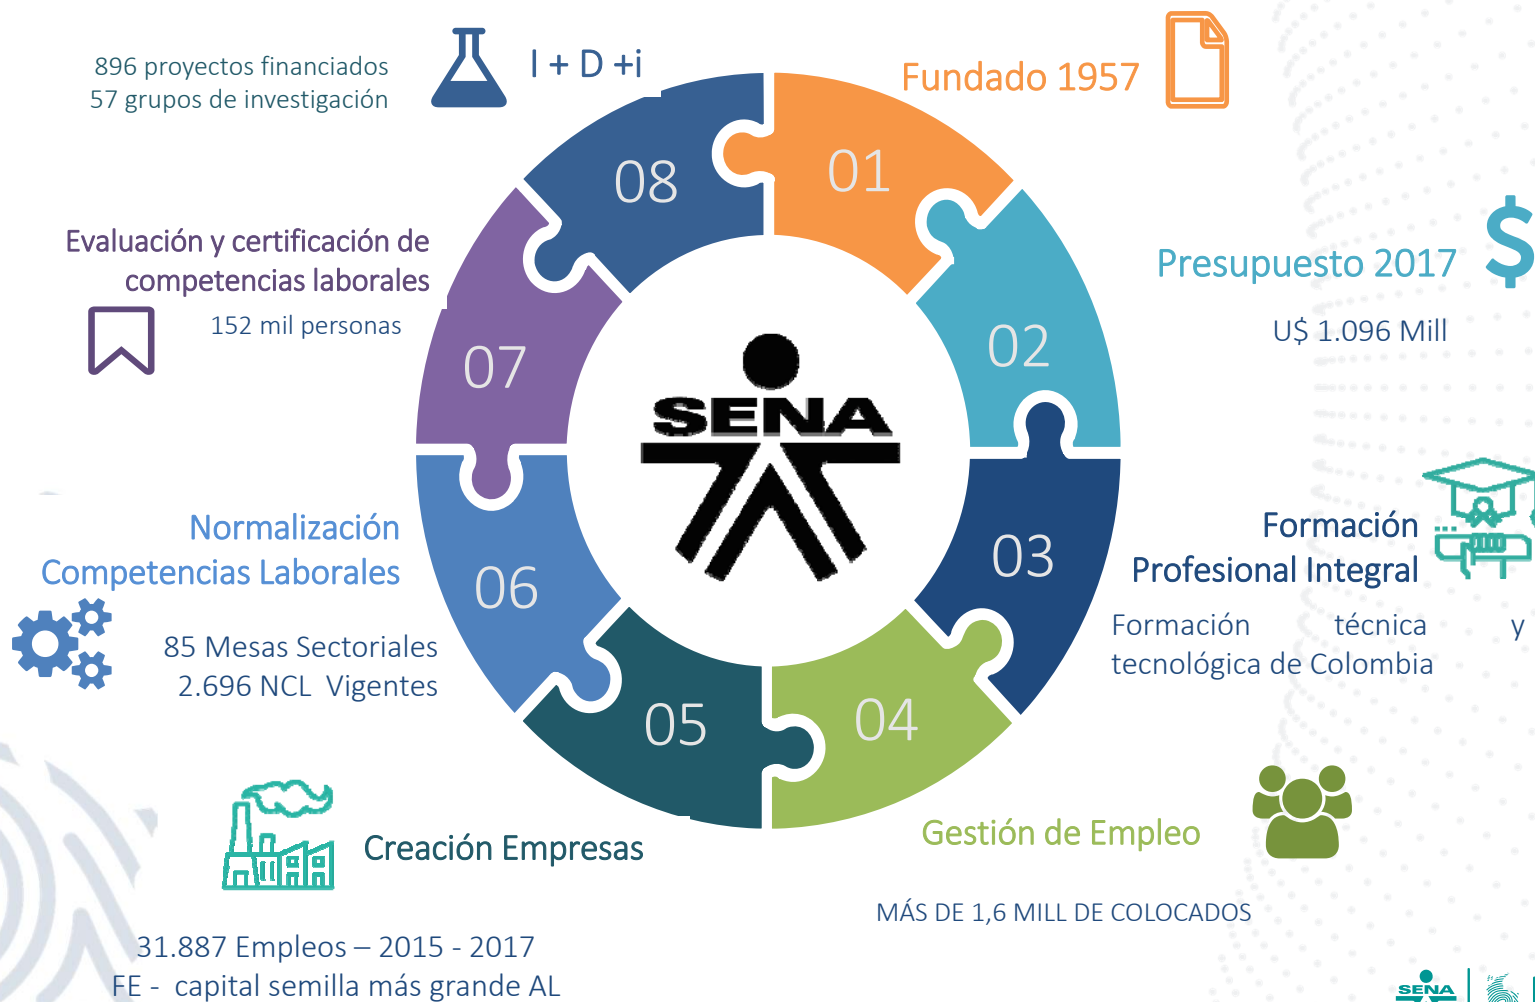 896 proyectos financiados
57 grupos de investigación
I + D +i
Fundado 1957
08
01
Evaluación y certificación de
competencias laborales
152 mil personas
Presupuesto 2017
$
U$ 1.096 Mill
07
02
SENA
Normalización
Competencias Laborales
85 Mesas Sectoriales
2.696 NCL Vigentes
06
03
Formación
Profesional Integral
Formación técnica y
tecnológica de Colombia
05
04
Creación Empresas
31.887 Empleos – 2015 - 2017
FE - capital semilla más grande AL
Gestión de Empleo
MÁS DE 1,6 MILL DE COLOCADOS
SENA